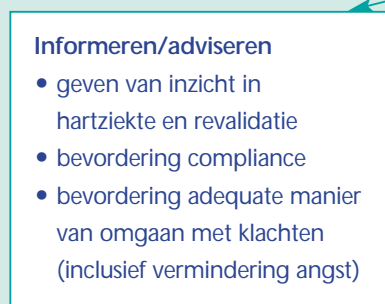 Informeren/adviseren
• geven van inzicht in
hartziekte en revalidatie
• bevordering compliance
• bevordering adequate manier
van omgaan met klachten
(inclusief vermindering angst)